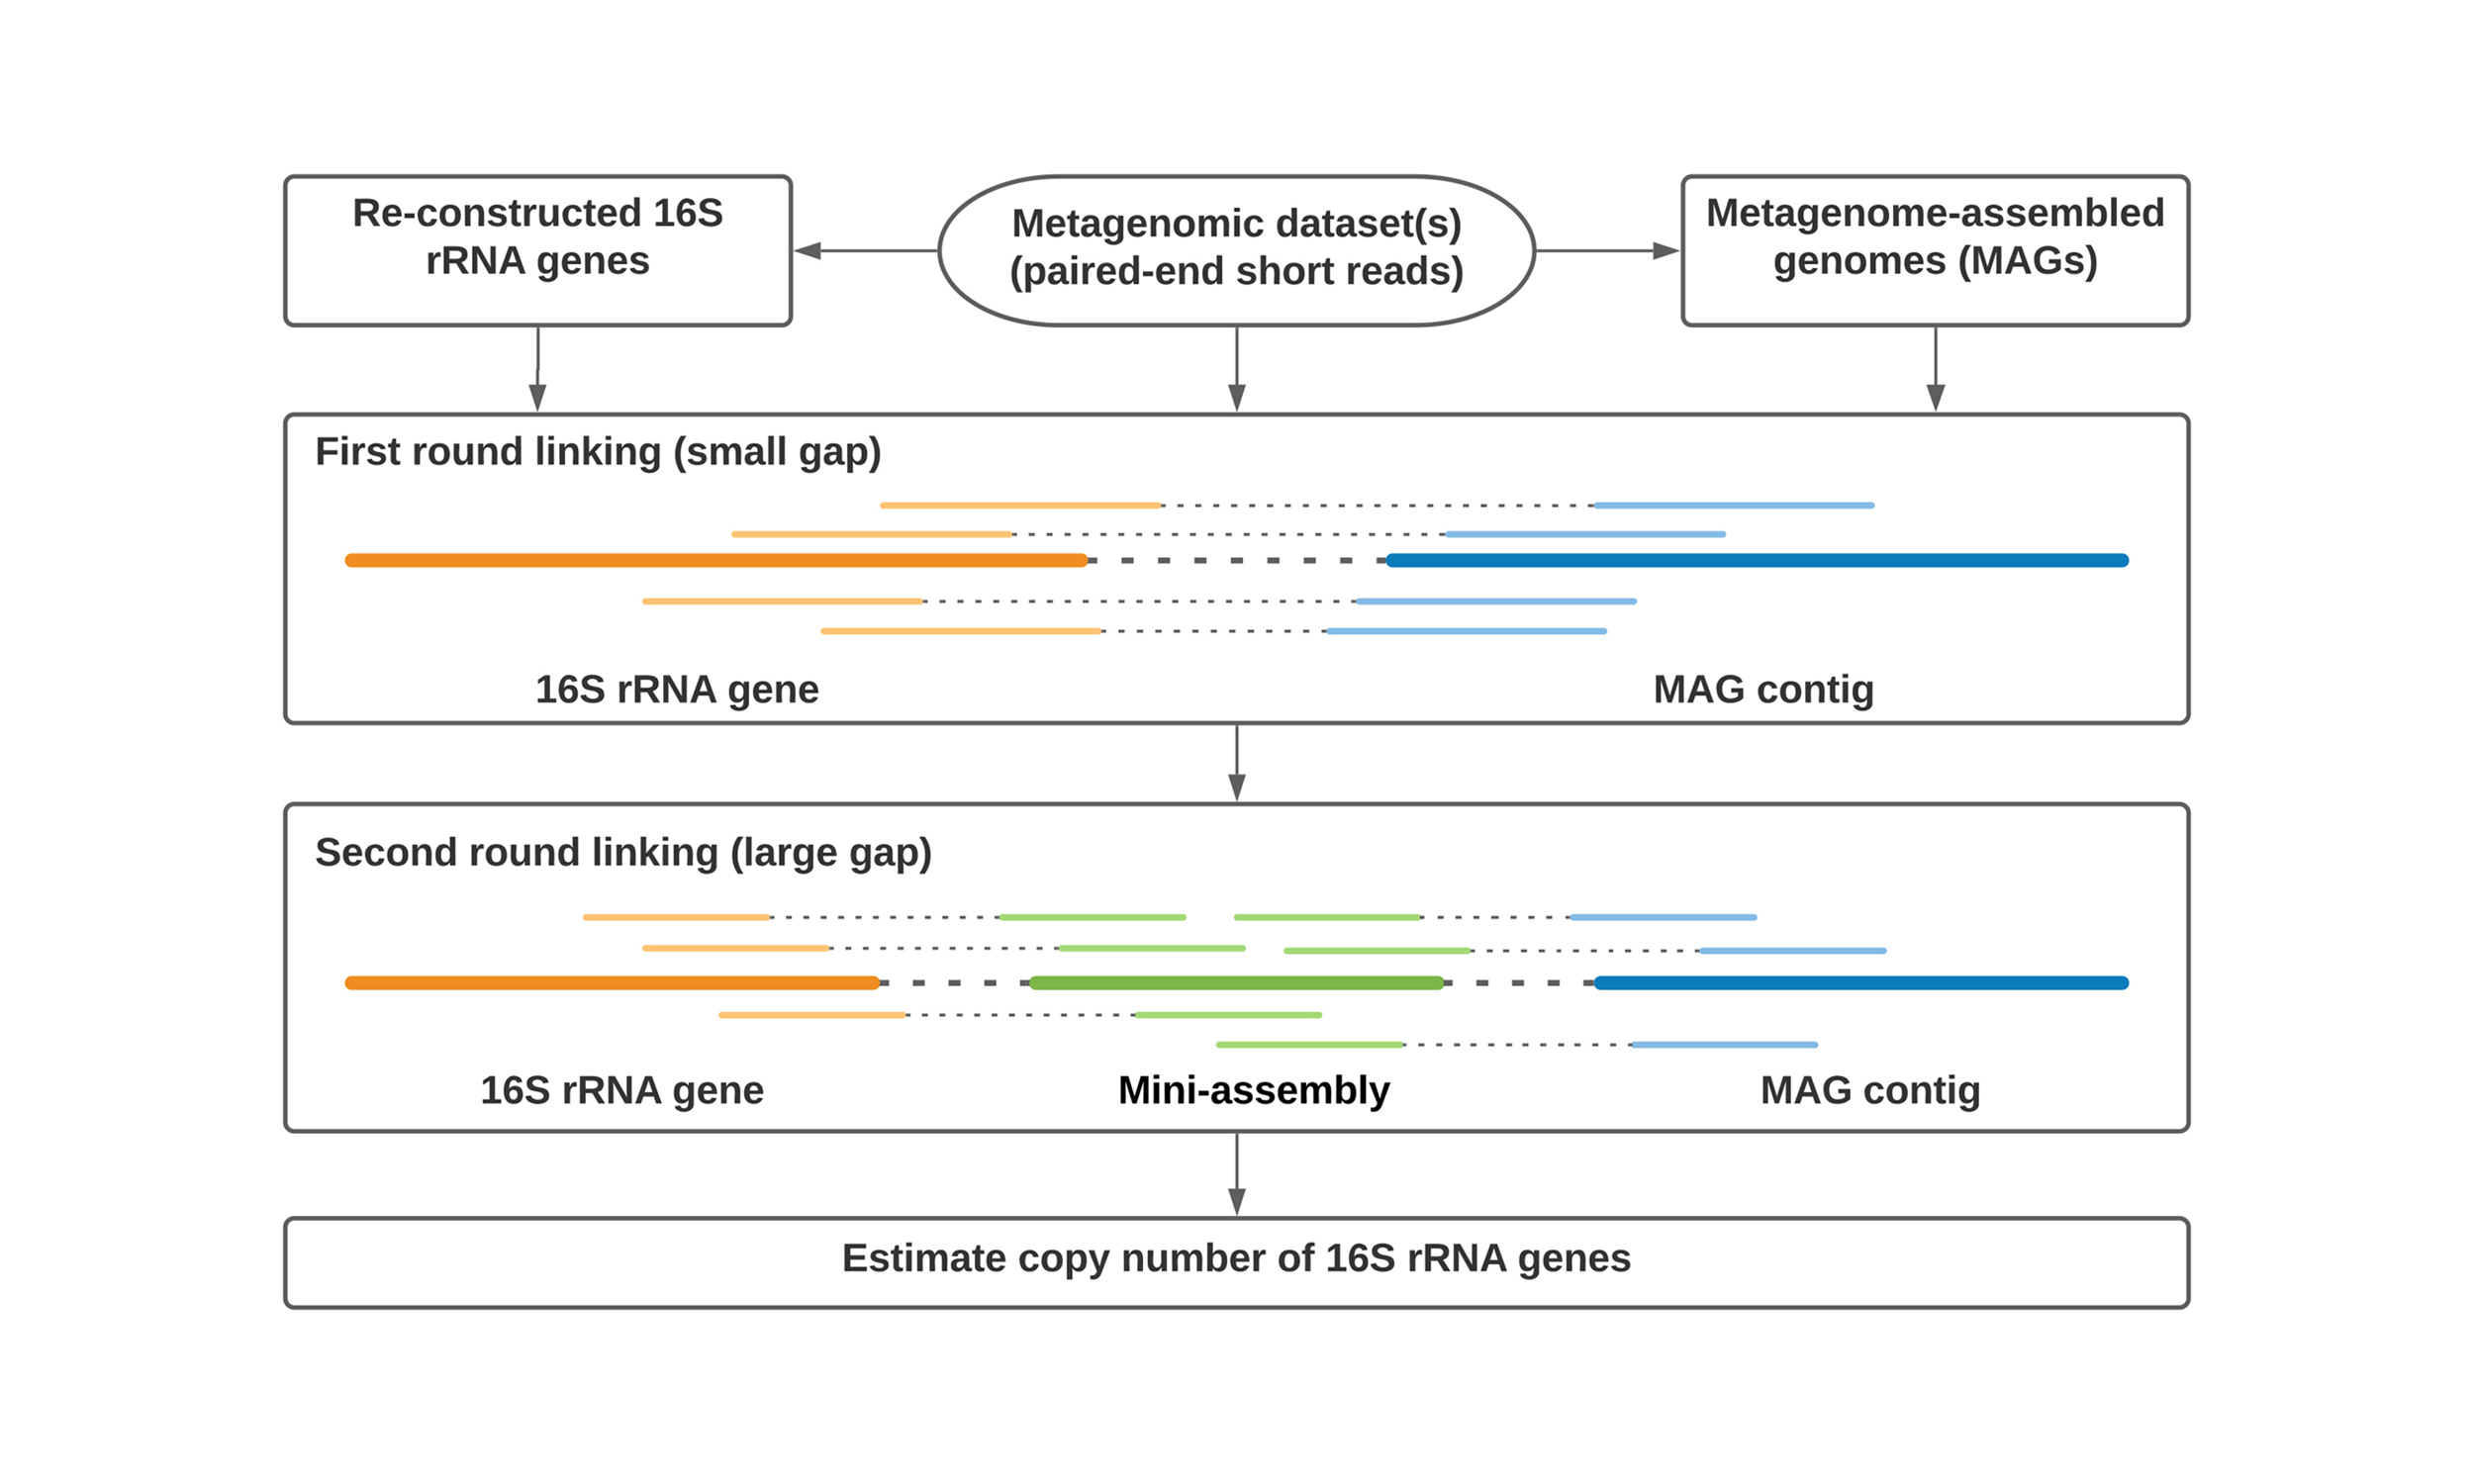 Re-constructed 16S
rRNA genes
Metagenomic dataset(s)
(paired-end short reads)
Metagenome-assembled
genomes (MAGs)
First round linking (small gap)
16S rRNA gene
MAG contig
Second round linking (large gap)
16S rRNA gene
Mini-assembly
MAG contig
Estimate copy number of 16S rRNA genes